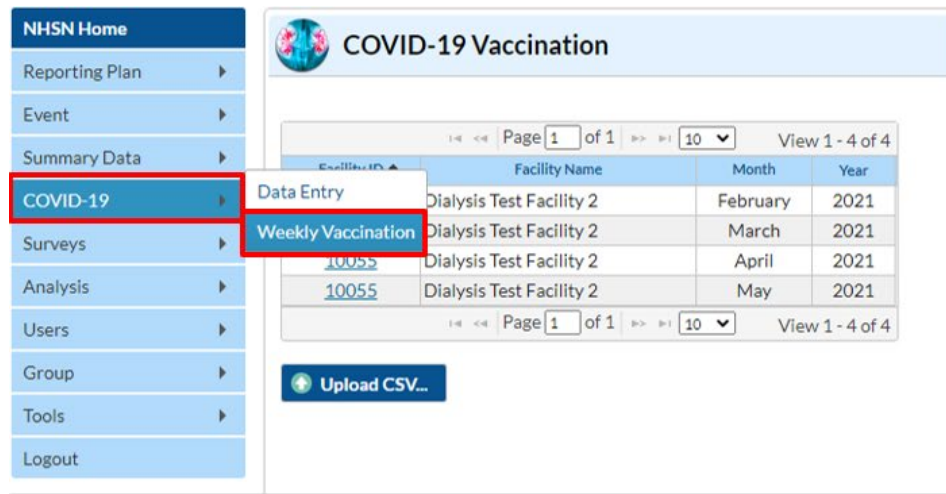 NHSN Home
Reporting Plan
Event
Summary Data
COVID-19
Surveys
Analysis
Users
Group
Tools
Logout
Data Entry
Weekly Vaccination
COVID-19 Vaccination
Page 1 of 1 10 View 1 - 4 of 4
Facility ID Facility Name Month Year
Dialysis Test Facility 2 February 2021
Dialysis Test Facility 2 March 2021
10055 Dialysis Test Facility 2 April 2021
10055 Dialysis Test Facility 2 May 2021
Page 1 of 1 10 View 1 - 4 of 4
Upload CSV...